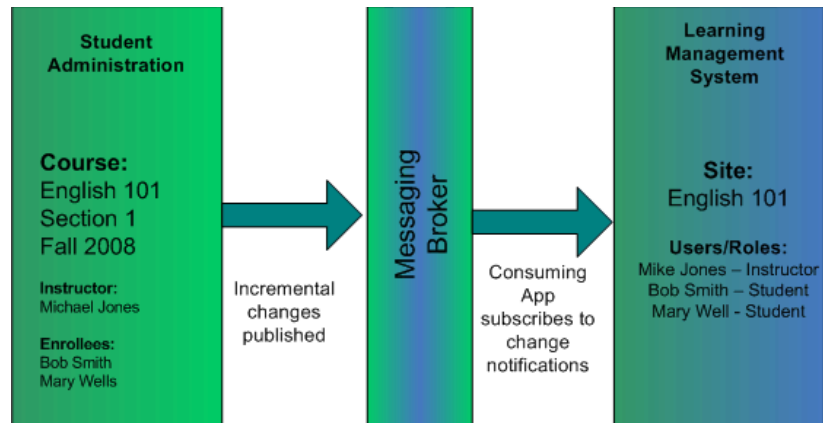 Student
Administration
Course:
English 101
Section 1
Fall 2008
Instructor:
Michael Jones
Enrollees:
Bob Smith
Mary Wells
Incremental
changes
published
Messaging
Broker
Consuming
App
subscribes to
change
notifications
Learning
Management
System
Site:
English 101
Users/Roles:
Mike Jones – Instructor
Bob Smith – Student
Mary Well - Student